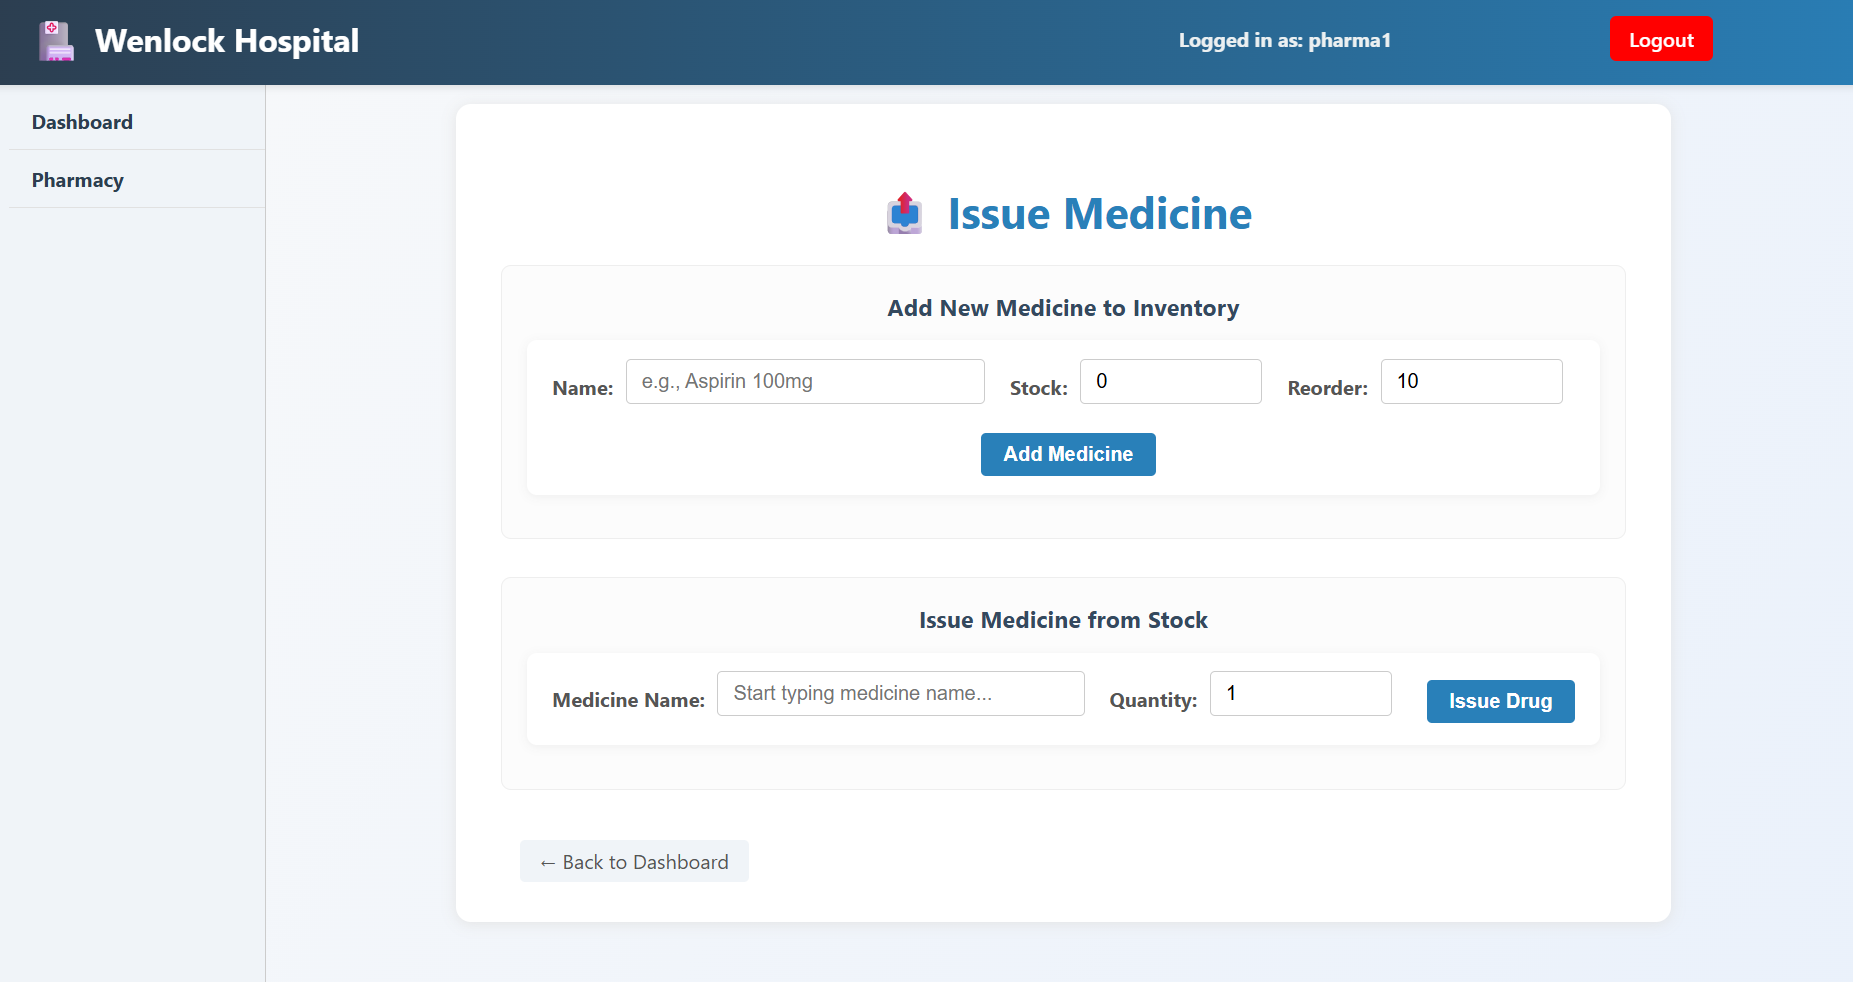 Wenlock Hospital
Logged in as: pharma1
Logout
Dashboard
Pharmacy
Issue Medicine
Add New Medicine to Inventory
Name: e.g., Aspirin 100mg Stock: 0 Reorder: 10
Add Medicine
Issue Medicine from Stock
Medicine Name: Start typing medicine name... Quantity: 1 Issue Drug
← Back to Dashboard